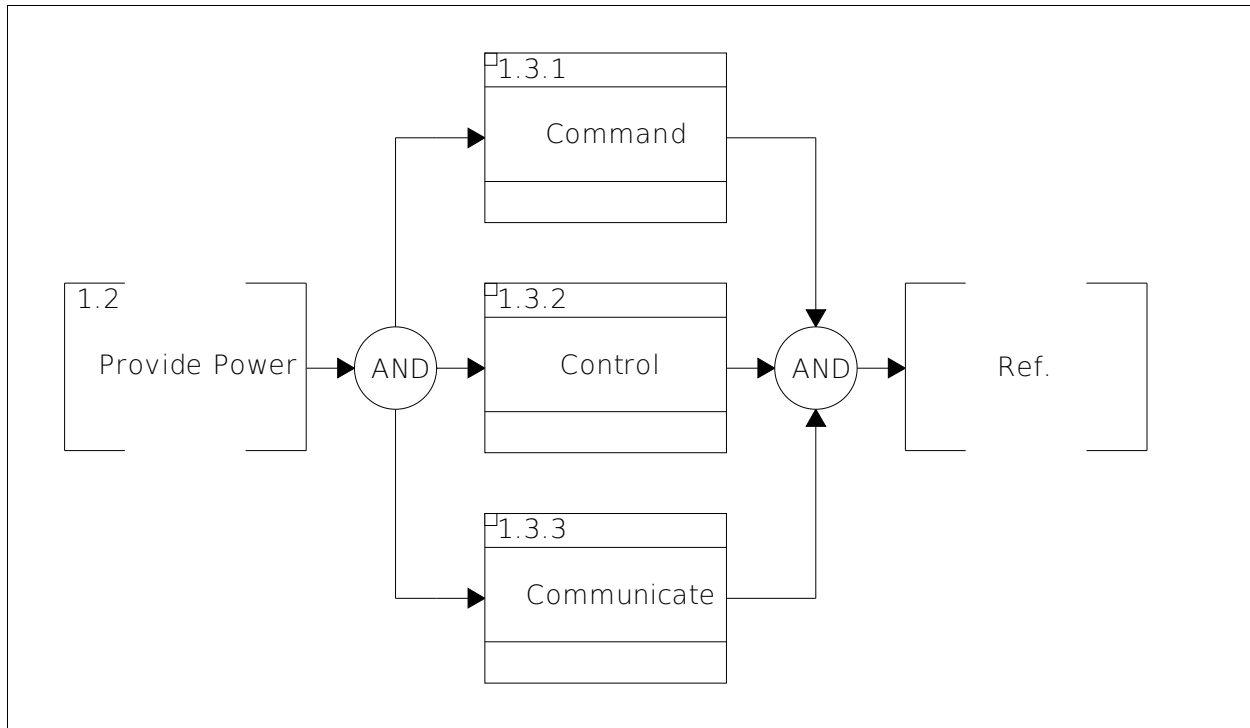 1.3.1
Command
1.2
Provide Power
AND
1.3.2
Control
AND
Ref.
1.3.3
Communicate